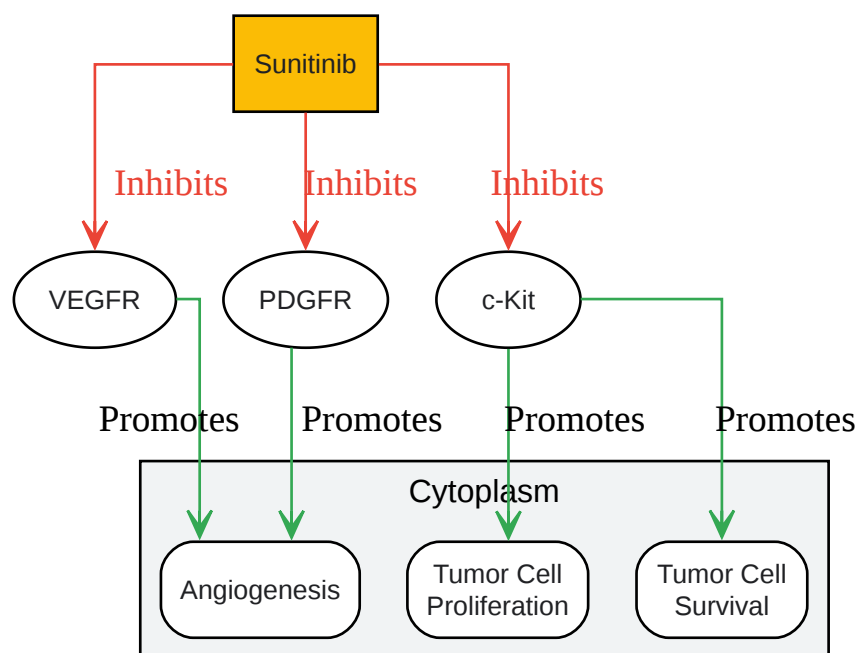 Sunitinib
Inhibits Inhibits Inhibits
VEGFR PDGFR c-Kit
Promotes Promotes Promotes Promotes
Cytoplasm
Angiogenesis
Tumor Cell
Proliferation
Tumor Cell
Survival